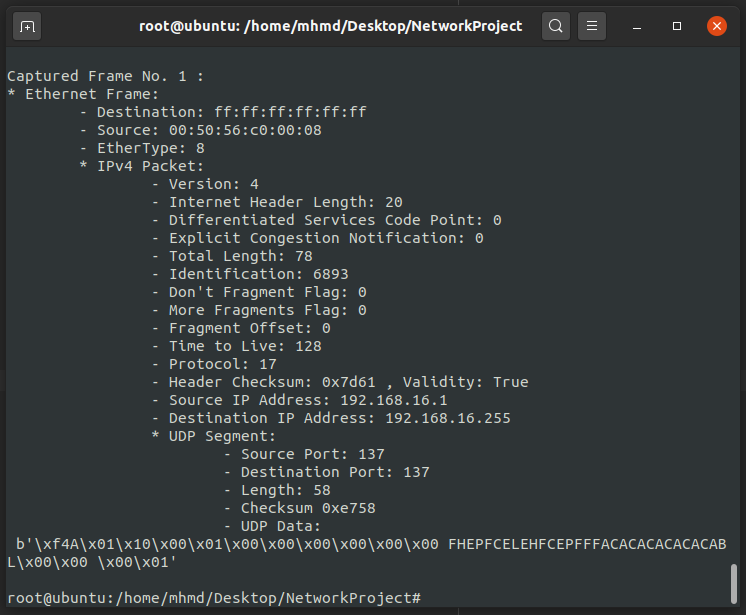 root@ubuntu: /home/mhmd/Desktop/NetworkProject
Captured Frame No. 1 :
* Ethernet Frame:
- Destination: ff:ff:ff:ff:ff:ff
- Source: 00:50:56:c0:00:08
- EtherType: 8
* IPv4 Packet:
- Version: 4
- Internet Header Length: 20
- Differentiated Services Code Point: 0
- Explicit Congestion Notification: 0
- Total Length: 78
- Identification: 6893
- Don't Fragment Flag: 0
- More Fragments Flag: 0
- Fragment Offset: 0
- Time to Live: 128
- Protocol: 17
- Header Checksum: 0x7d61 , Validity: True
- Source IP Address: 192.168.16.1
- Destination IP Address: 192.168.16.255
* UDP Segment:
- Source Port: 137
- Destination Port: 137
- Length: 58
- Checksum 0xe758
- UDP Data:
b'\xf4A\x01\x10\x00\x01\x00\x00\x00\x00\x00\x00 FHEPFCELEHFCEPFFFACACACACACACAB
L\x00\x00 \x00\x01'
root@ubuntu:/home/mhmd/Desktop/NetworkProject#